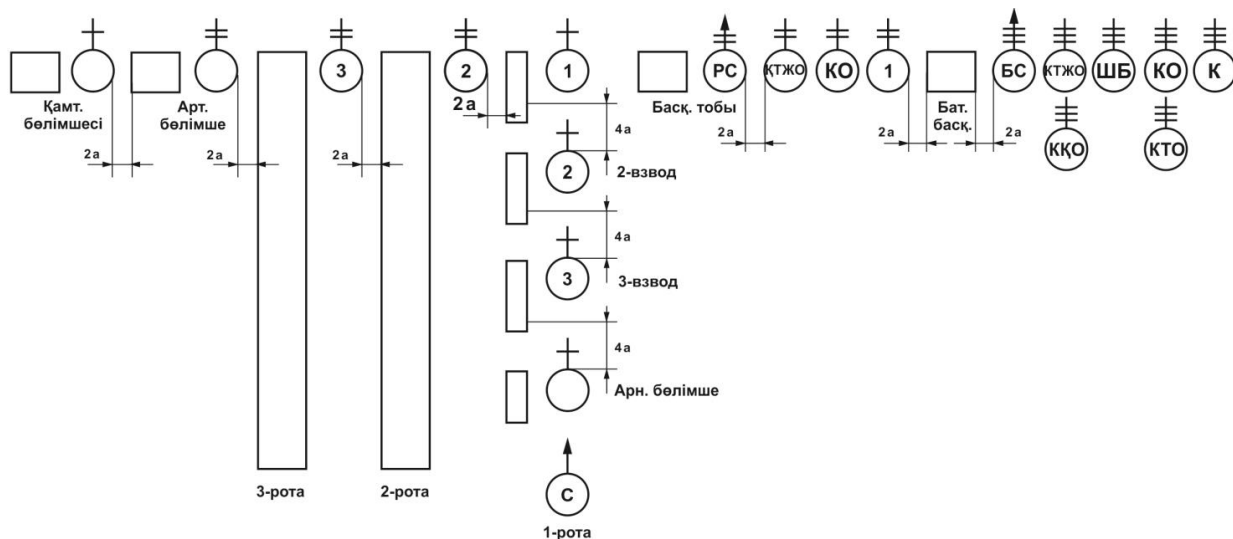 3
2
1
РС
ҚТЖО
КО
1
БС
КТЖО
ШБ
КО
К
Қамт.
бөлімшесі
Арт.
бөлімше
2а
Басқ. тобы
Бат.
басқ.
4а
2а
2а
2а
2а
2а
2а
2
2-взвод
ККО
КТО
4а
3
3-взвод
4а
Арн. бөлімше
С
3-рота
2-рота
1-рота